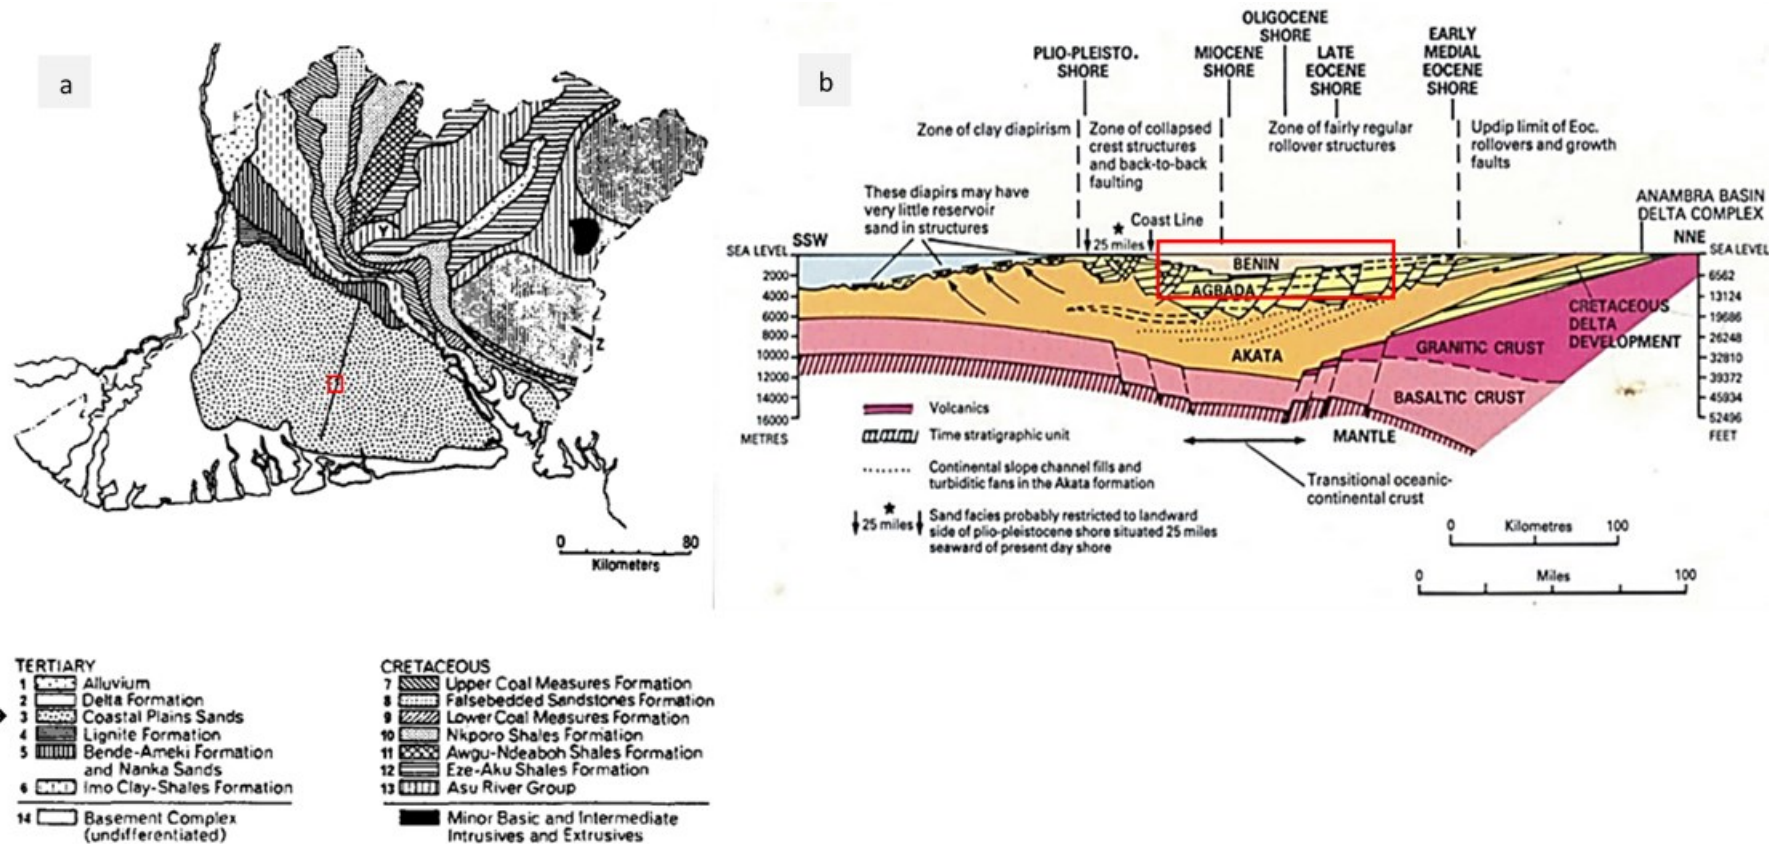 a
X
Y
Z
0 80
Kilometers
b
PLIO-PLEISTO.
SHORE
MIOCENE
SHORE
OLIGOCENE
SHORE
LATE
EOCENE
SHORE
EARLY
MEDIAL
EOCENE
SHORE
Zone of clay diapirism
Zone of collapsed
crest structures
and back-to-back
faulting
Zone of fairly regular
rollover structures
Updip limit of Eoc.
rollovers and growth
faults
These diapirs may have
very little reservoir
sand in structures
★ Coast Line
25 miles
ANAMBRA BASIN
DELTA COMPLEX
SSW
NNE
SEA LEVEL
2000
4000
6000
8000
10000
12000
14000
16000
METRES
SEA LEVEL
6562
13124
19686
26248
32810
39372
45934
52496
FEET
BENIN
AGBADA
AKATA
CRETACEOUS
DELTA
DEVELOPMENT
GRANITIC CRUST
BASALTIC CRUST
MANTLE
Transitional oceanic-
continental crust
Volcanics
Time stratigraphic unit
Continental slope channel fills and
turbiditic fans in the Akata formation
★
25 miles
Sand facies probably restricted to landward
side of plio-pleistocene shore situated 25 miles
seaward of present day shore
0 Kilometres 100
0 Miles 100
TERTIARY
1 Alluvium
2 Delta Formation
3 Coastal Plains Sands
4 Lignite Formation
5 Bende-Ameki Formation
and Nanka Sands
6 Imo Clay-Shales Formation
14 Basement Complex
(undifferentiated)
CRETACEOUS
7 Upper Coal Measures Formation
8 Falsebedded Sandstones Formation
9 Lower Coal Measures Formation
10 Nkporo Shales Formation
11 Awgu-Ndeaboh Shales Formation
12 Eze-Aku Shales Formation
13 Asu River Group
Minor Basic and Intermediate
Intrusives and Extrusives